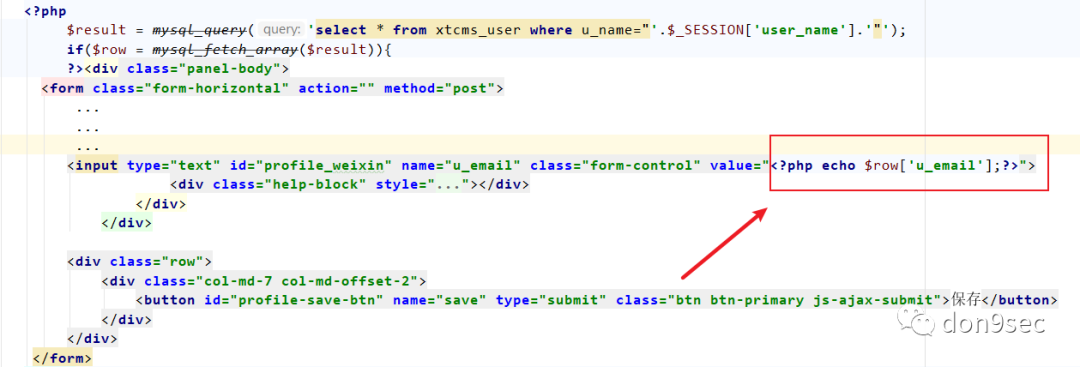 <?php
$result = mysql_query( query: 'select * from xtcms_user where u_name="'.$_SESSION['user_name'].'"');
if($row = mysql_fetch_array($result)){
?><div class="panel-body">
<form class="form-horizontal" action="" method="post">
...
...
...
<input type="text" id="profile_weixin" name="u_email" class="form-control" value="<?php echo $row['u_email'];?>">
<div class="help-block" style="..."></div>
</div>
</div>
<div class="row">
<div class="col-md-7 col-md-offset-2">
<button id="profile-save-btn" name="save" type="submit" class="btn btn-primary js-ajax-submit">保存</button>
</div>
</div>
</form>
don9sec